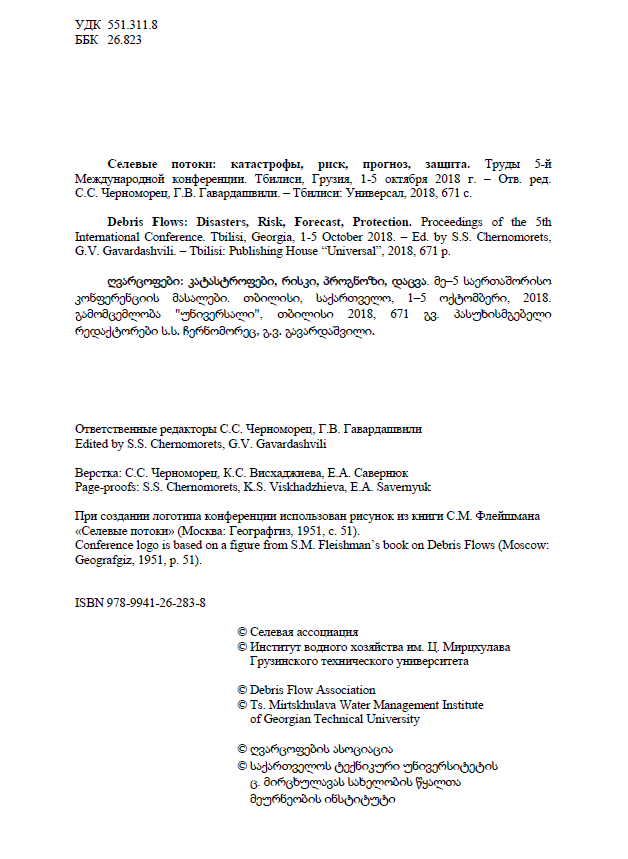 УДК 551.311.8
ББК 26.823
Селевые потоки: катастрофы, риск, прогноз, защита. Труды 5-й
Международной конференции. Тбилиси, Грузия, 1-5 октября 2018 г. – Отв. ред.
С.С. Черноморец, Г.В. Гавардашвили. – Тбилиси: Универсал, 2018, 671 с.
Debris Flows: Disasters, Risk, Forecast, Protection. Proceedings of the 5th
International Conference. Tbilisi, Georgia, 1-5 October 2018. – Ed. by S.S. Chernomorets,
G.V. Gavardashvili. – Tbilisi: Publishing House “Universal”, 2018, 671 p.
ღვარცოფები: კატასტროფები, რისკი, პროგნოზი, დაცვა. მე–5 საერთაშორისო
კონფერენციის მასალები. თბილისი, საქართველო, 1–5 ოქტომბერი, 2018.
გამომცემლობა "უნივერსალი", თბილისი 2018, 671 გვ. პასუხისმგებელი
რედაქტორები ს.ს. ჩერნომორეც, გ.ვ. გავარდაშვილი.
Ответственные редакторы С.С. Черноморец, Г.В. Гавардашвили
Edited by S.S. Chernomorets, G.V. Gavardashvili
Верстка: С.С. Черноморец, К.С. Висхаджиева, Е.А. Савернюк
Page-proofs: S.S. Chernomorets, K.S. Viskhadzhieva, E.A. Savernyuk
При создании логотипа конференции использован рисунок из книги С.М. Флейшмана
«Селевые потоки» (Москва: Географгиз, 1951, с. 51).
Conference logo is based on a figure from S.M. Fleishman’s book on Debris Flows (Moscow:
Geografgiz, 1951, p. 51).
ISBN 978-9941-26-283-8
© Селевая ассоциация
© Институт водного хозяйства им. Ц. Мирцхулава
Грузинского технического университета
© Debris Flow Association
© Ts. Mirtskhulava Water Management Institute
of Georgian Technical University
© ღვარცოფების ასოციაცია
© საქართველოს ტექნიკური უნივერსიტეტის
ც. მირცხულავას სახელობის წყალთა
მეურნეობის ინსტიტუტი